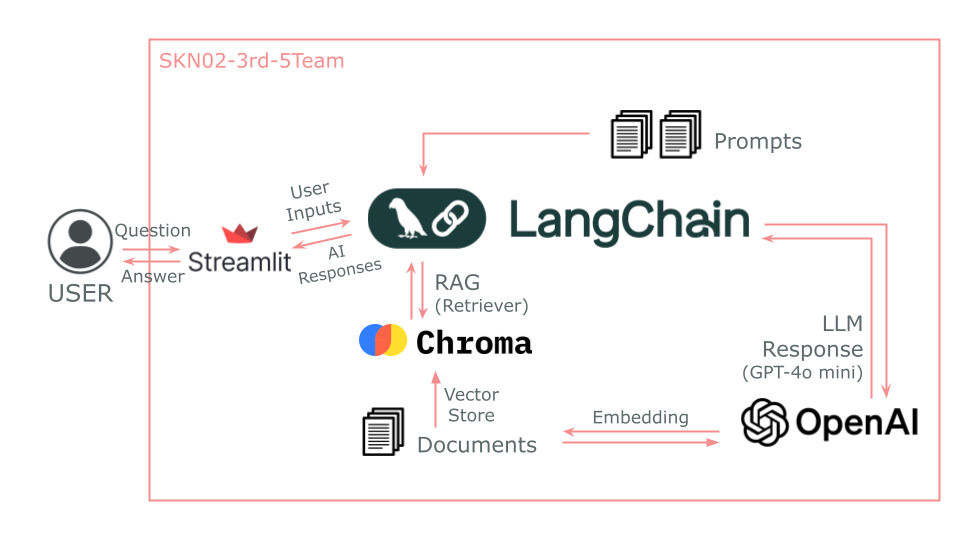 SKN02-3rd-5Team
Prompts
User
Inputs
LangChain
Question
Streamlit
AI
Responses
Answer
USER
RAG
(Retriever)
Chroma
LLM
Response
(GPT-4o mini)
Vector
Store
Documents
Embedding
OpenAI